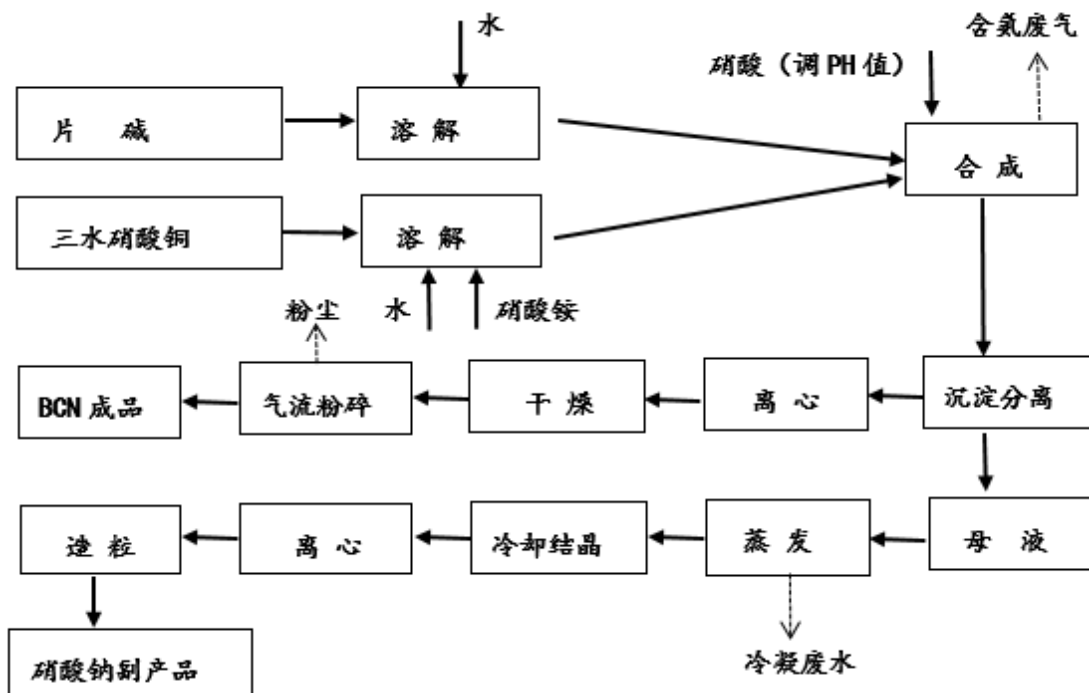 水
含氨废气
硝酸（调PH值）
片 碱
溶 解
合 成
三水硝酸铜
溶 解
粉尘
水
硝酸铵
BCN成品
气流粉碎
干 燥
离 心
沉淀分离
造 粒
离 心
冷却结晶
蒸 发
母 液
硝酸钠副产品
冷凝废水